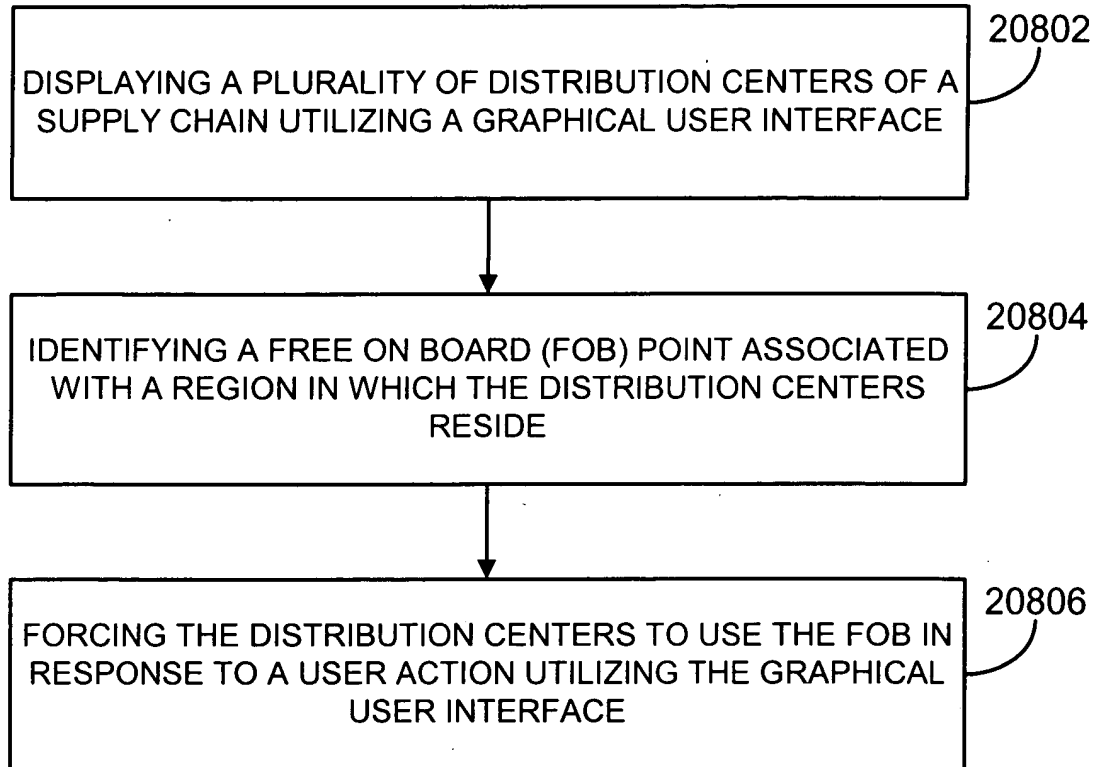 20802
DISPLAYING A PLURALITY OF DISTRIBUTION CENTERS OF A
SUPPLY CHAIN UTILIZING A GRAPHICAL USER INTERFACE
20804
IDENTIFYING A FREE ON BOARD (FOB) POINT ASSOCIATED
WITH A REGION IN WHICH THE DISTRIBUTION CENTERS
RESIDE
20806
FORCING THE DISTRIBUTION CENTERS TO USE THE FOB IN
RESPONSE TO A USER ACTION UTILIZING THE GRAPHICAL
USER INTERFACE